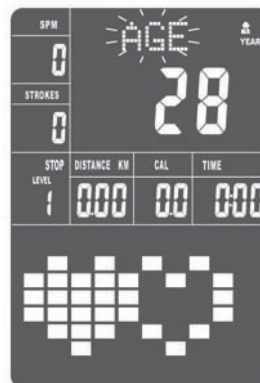 SPM
0
STROKES
0
AGE
YEAR
28
STOP
LEVEL
1
DISTANCE KM
0.00
CAL
0.0
TIME
0:00